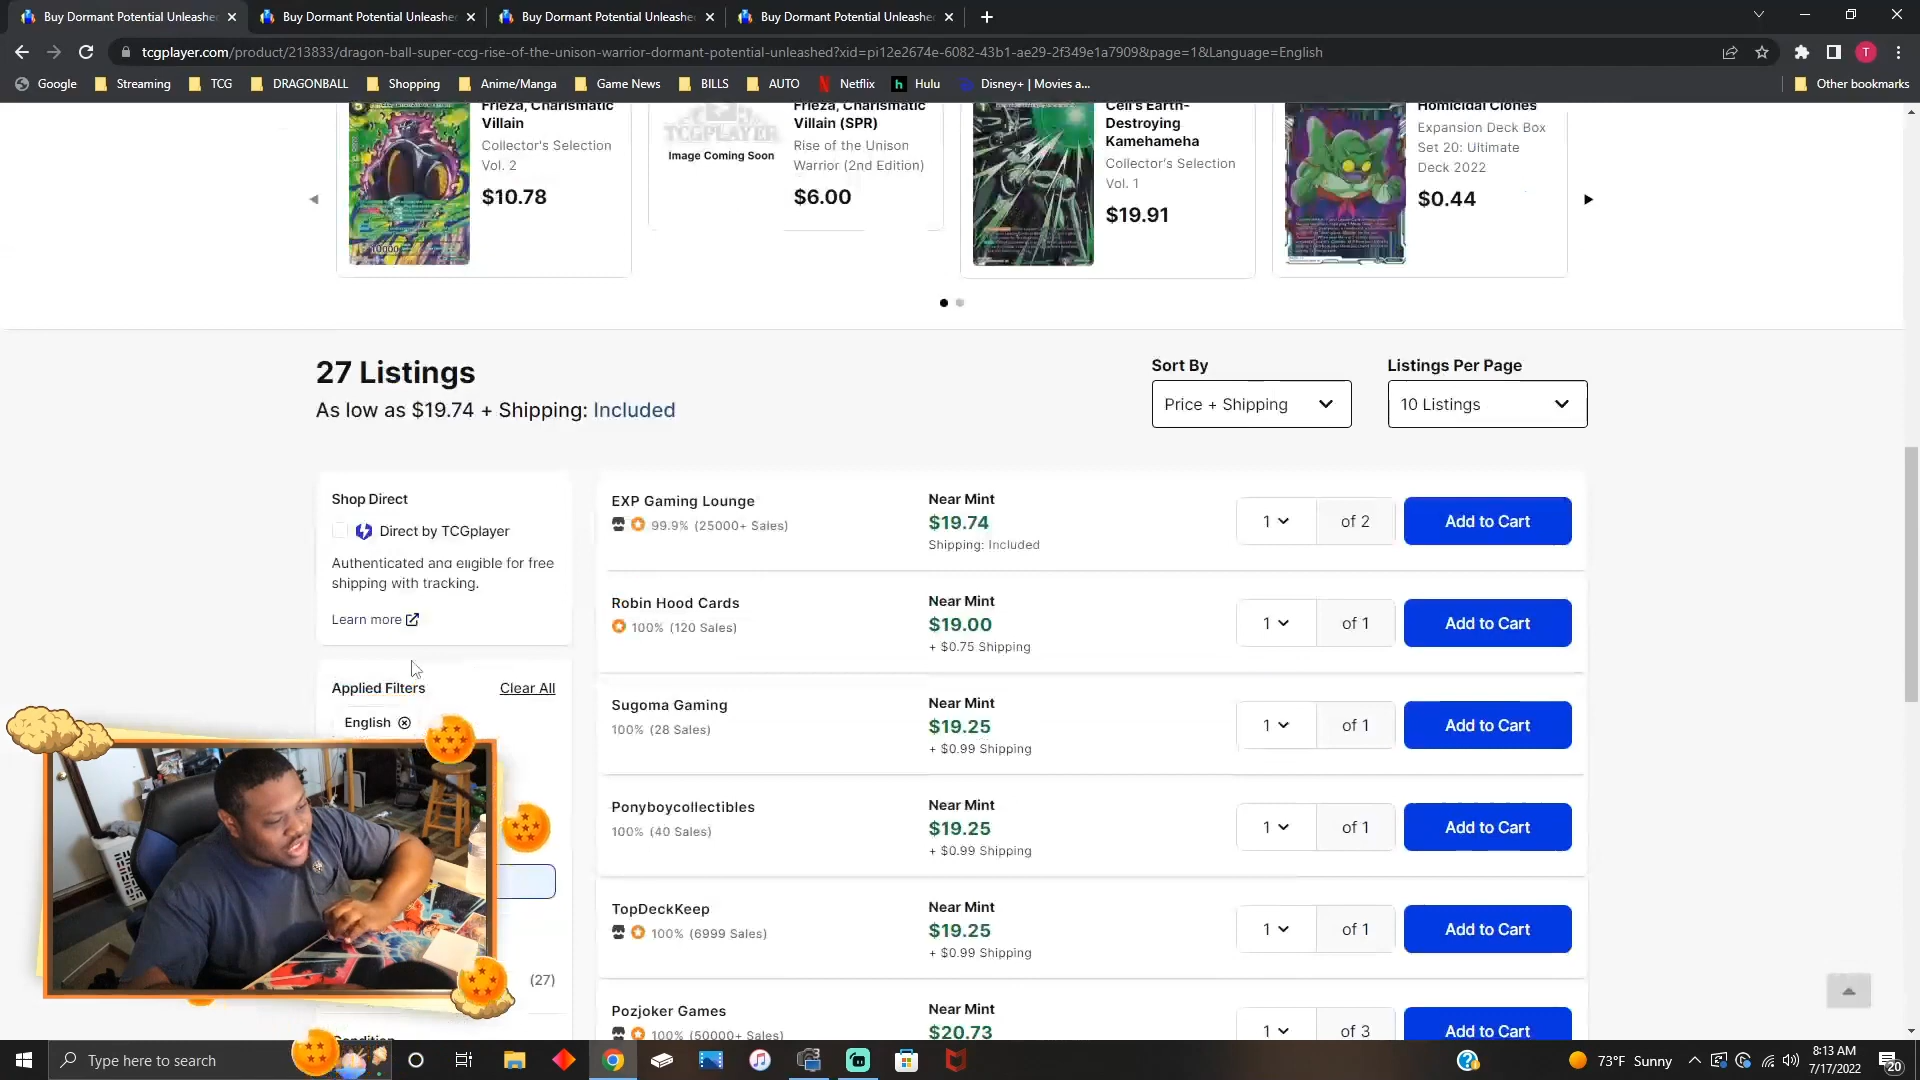 Buy Dormant Potential Unleashe
Buy Dormant Potential Unleashe
Buy Dormant Potential Unleashe
Buy Dormant Potential Unleashe
tcgplayer.com/product/213833/dragon-ball-super-ccg-rise-of-the-unison-warrior-dormant-potential-unleashed?xid=pi12e2674e-6082-43b1-ae29-2f349e1a7909&page=1&Language=English
T
Google
Streaming
TCG
DRAGONBALL
Shopping
Anime/Manga
Game News
BILLS
AUTO
Netflix
h Hulu
Disney+ | Movies a...
Other bookmarks
Frieza, Charismatic
Villain
Collector's Selection
Vol. 2
$10.78
TCGPLAYER
Image Coming Soon
Frieza, Charismatic
Villain (SPR)
Rise of the Unison
Warrior (2nd Edition)
$6.00
Cell's Earth-
Destroying
Kamehameha
Collector's Selection
Vol. 1
$19.91
Homicidal Clones
Expansion Deck Box
Set 20: Ultimate
Deck 2022
$0.44
27 Listings
As low as $19.74 + Shipping: Included
Sort By
Price + Shipping
Listings Per Page
10 Listings
Shop Direct
Direct by TCGplayer
Authenticated and eligible for free
shipping with tracking.
Learn more
Applied Filters
Clear All
English
(27)
Condition
EXP Gaming Lounge
99.9% (25000+ Sales)
Near Mint
$19.74
Shipping: Included
1
of 2
Add to Cart
Robin Hood Cards
100% (120 Sales)
Near Mint
$19.00
+ $0.75 Shipping
1
of 1
Add to Cart
Sugoma Gaming
100% (28 Sales)
Near Mint
$19.25
+ $0.99 Shipping
1
of 1
Add to Cart
Ponyboycollectibles
100% (40 Sales)
Near Mint
$19.25
+ $0.99 Shipping
1
of 1
Add to Cart
TopDeckKeep
100% (6999 Sales)
Near Mint
$19.25
+ $0.99 Shipping
1
of 1
Add to Cart
Pozjoker Games
100% (50000+ Sales)
Near Mint
$20.73
1
of 3
Add to Cart
Type here to search
73°F Sunny
8:13 AM
7/17/2022
20